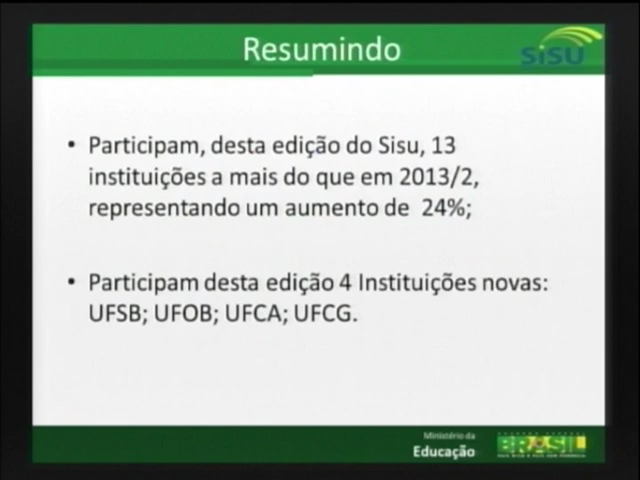 Resumindo
SiSU
• Participam, desta edição do Sisu, 13
instituições a mais do que em 2013/2,
representando um aumento de 24%;
• Participam desta edição 4 Instituições novas:
UFSB; UFOB; UFCA; UFCG.
Ministério da
Educação
BRASIL